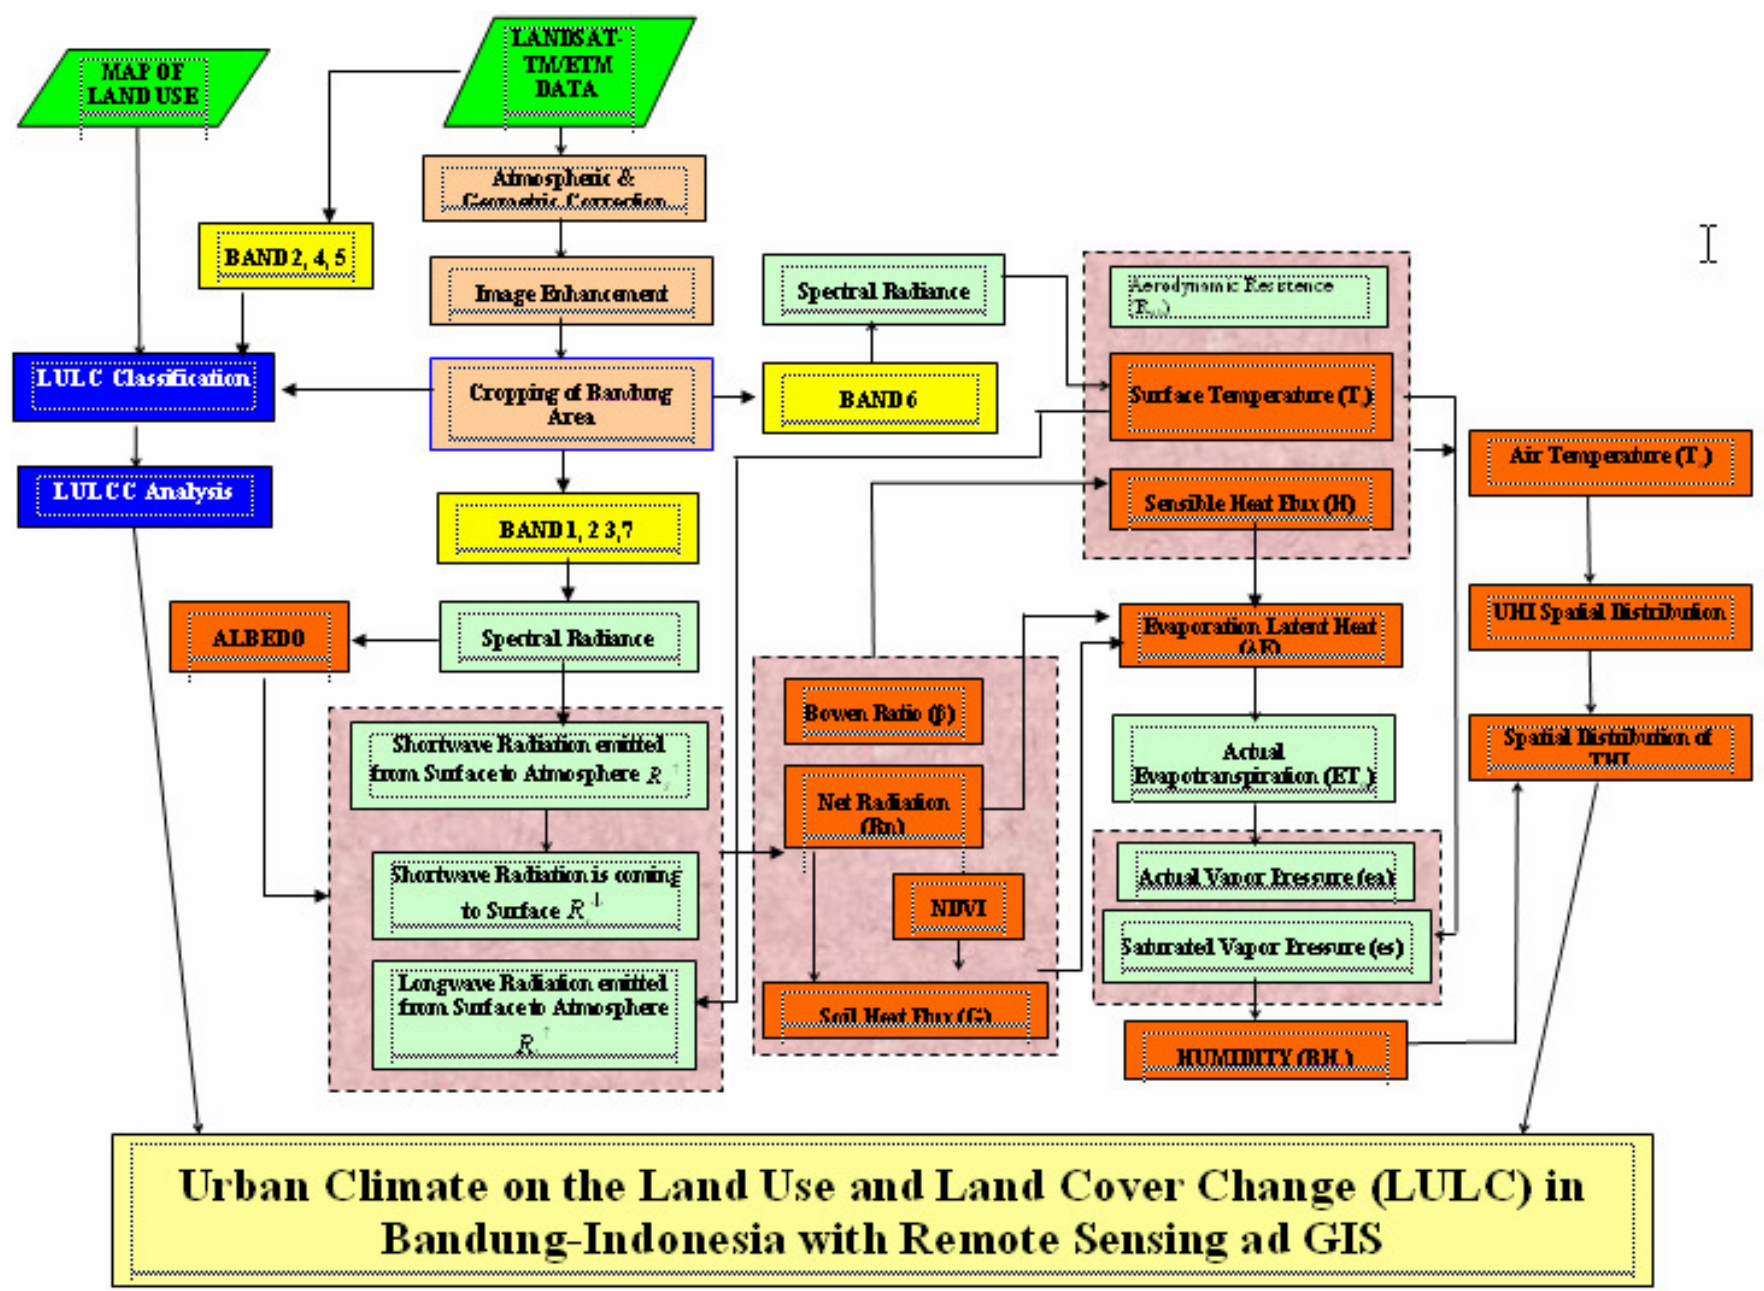 MAP OF
LAND USE
LANDSAT-
TM/ETM
DATA
Atmospheric &
Geometric Correction
BAND 2, 4, 5
Image Enhancement
Spectral Radiance
Aerodynamic Resistence
LULC Classification
Cropping of Bandung
Area
BAND 6
Surface Temperature (T
Air Temperature (T
LULCC Analysis
BAND 1, 2 3,7
Sensible Heat Flux (H)
ALBEDO
Spectral Radiance
Evaporation Latent Heat
(λE)
UHI Spatial Distribution
Bowen Ratio (β)
Shortwave Radiation emitted
from Surface to Atmosphere R
Actual
Evapotranspiration (ET
Spatial Distribution of
THI
Net Radiation
(Rn)
Shortwave Radiation is coming
to Surface R
NDVI
Actual Vapor Pressure (ea)
Saturated Vapor Pressure (es)
Longwave Radiation emitted
from Surface to Atmosphere
R
Soil Heat Flux (G)
HUMIDITY (RH
Urban Climate on the Land Use and Land Cover Change (LULC) in
Bandung-Indonesia with Remote Sensing ad GIS